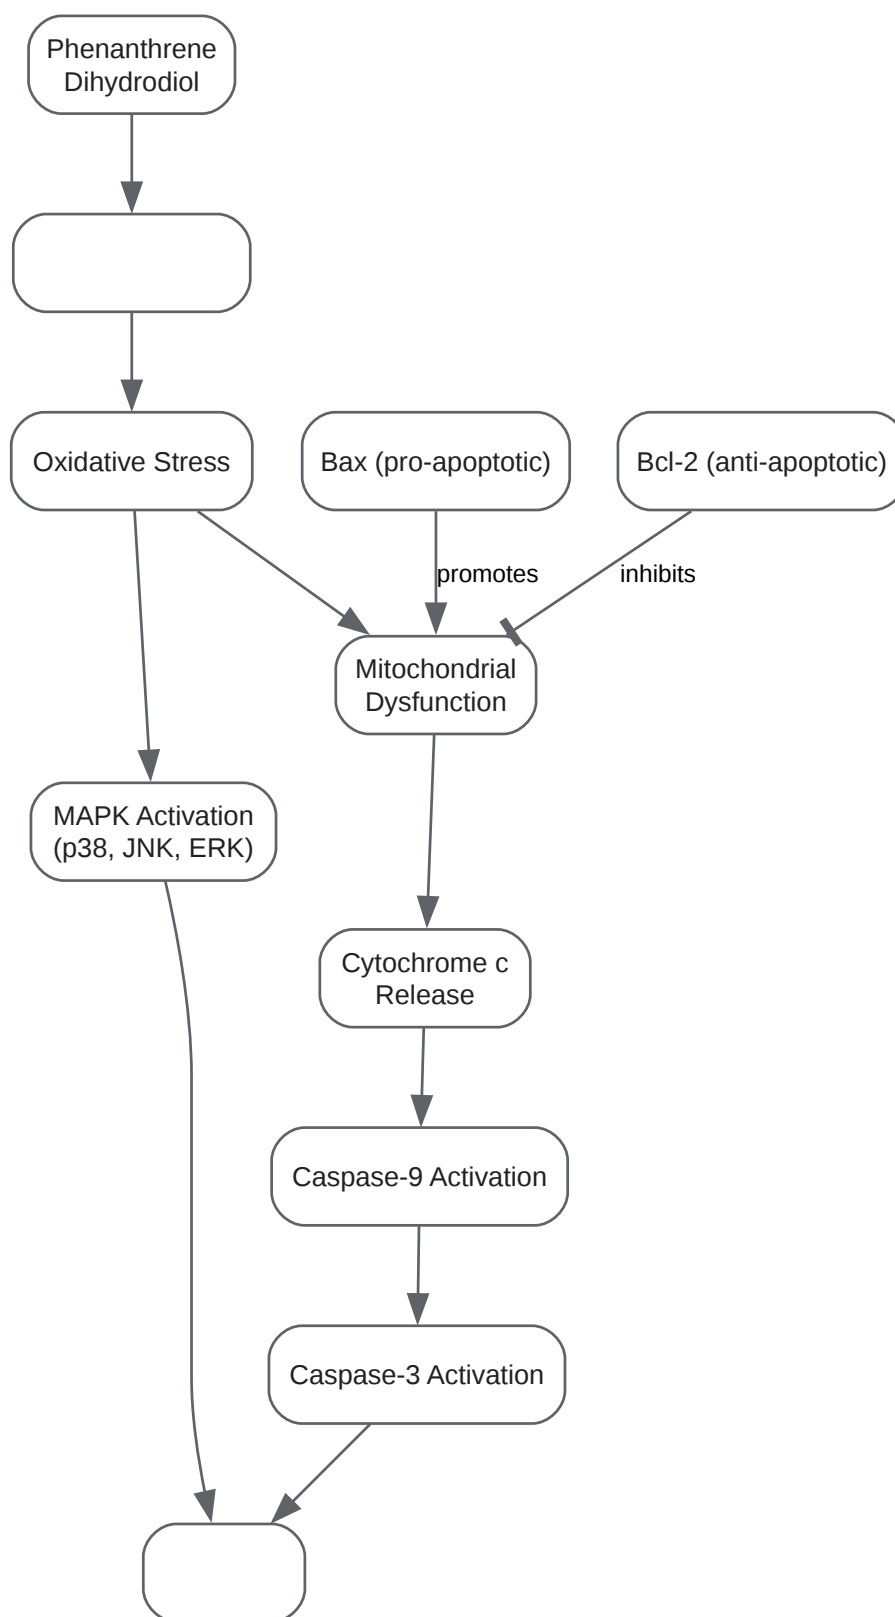 Phenanthrene
Dihydrodiol
Oxidative Stress
Bax (pro-apoptotic)
Bcl-2 (anti-apoptotic)
promotes
inhibits
Mitochondrial
Dysfunction
MAPK Activation
(p38, JNK, ERK)
Cytochrome c
Release
Caspase-9 Activation
Caspase-3 Activation